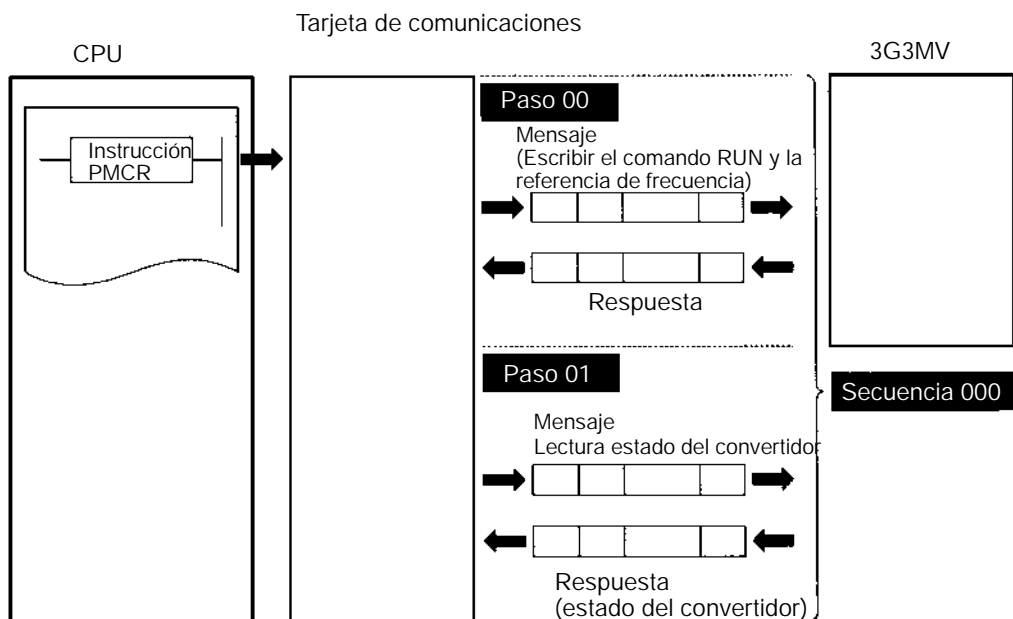 Tarjeta de comunicaciones
CPU
3G3MV
Instrucción
PMCR
Paso 00
Mensaje
(Escribir el comando RUN y la
referencia de frecuencia)
Respuesta
Paso 01
Secuencia 000
Mensaje
Lectura estado del convertidor
Respuesta
(estado del convertidor)